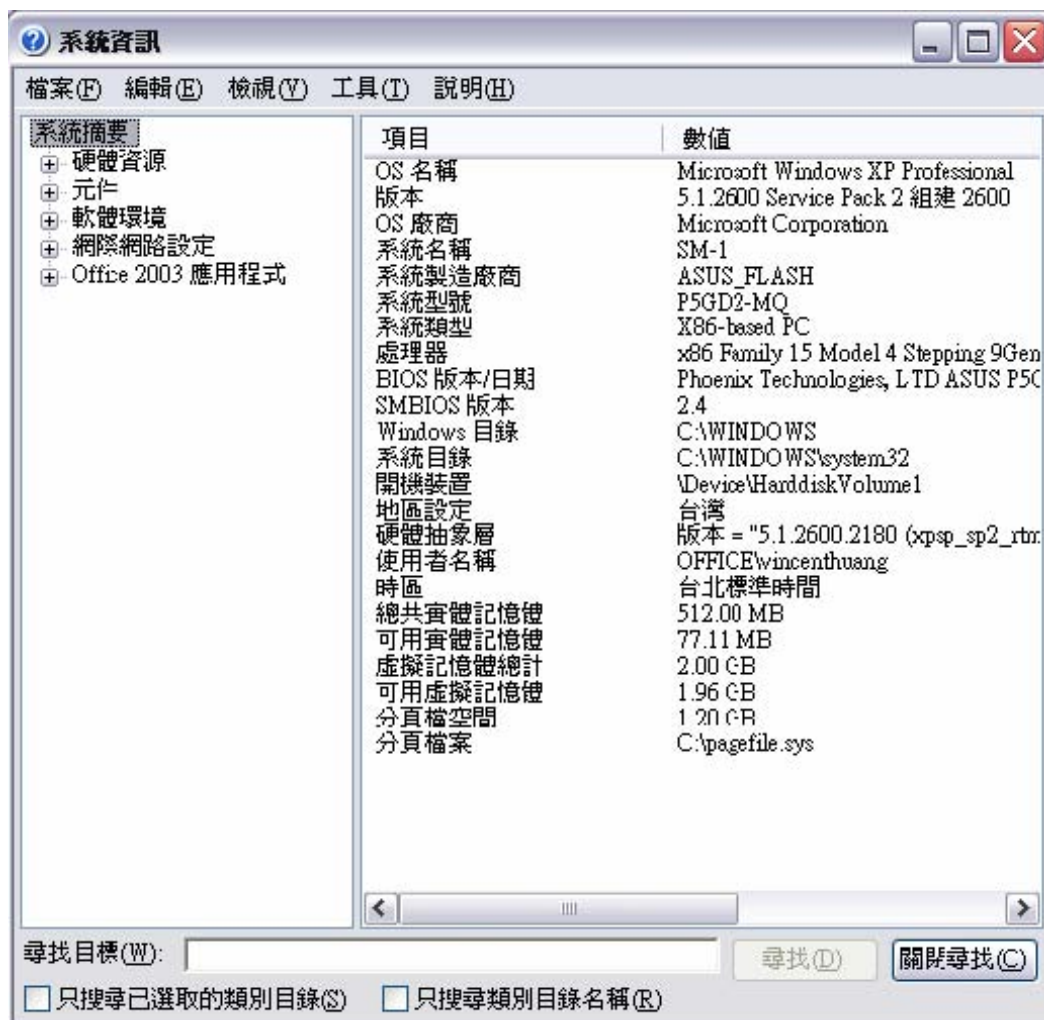 系統資訊
檔案(F) 編輯(E) 檢視(V) 工具(T) 說明(H)
系統摘要
硬體資源
元件
軟體環境
網際網路設定
Office 2003 應用程式
項目 數值
OS 名稱 Microsoft Windows XP Professional
版本 5.1.2600 Service Pack 2 組建 2600
OS 廠商 Microsoft Corporation
系統名稱 SM-1
系統製造廠商 ASUS_FLASH
系統型號 P5GD2-MQ
系統類型 X86-based PC
處理器 x86 Family 15 Model 4 Stepping 9Gen
BIOS 版本/日期 Phoenix Technologies, LTD ASUS P5
SMBIOS 版本 2.4
Windows 目錄 C:\WINDOWS
系統目錄 C:\WINDOWS\system32
開機裝置 \Device\HarddiskVolume1
地區設定 台灣
硬體抽象層 版本 = "5.1.2600.2180 (xpsp_sp2_rtm
使用者名稱 OFFICE\wincenthuang
時區 台北標準時間
總共實體記憶體 512.00 MB
可用實體記憶體 77.11 MB
虛擬記憶體總計 2.00 GB
可用虛擬記憶體 1.96 GB
分頁檔空間 1.20 GB
分頁檔案 C:\pagefile.sys
尋找目標(W): 尋找(D) 關閉尋找(C)
只搜尋已選取的類別目錄(S) 只搜尋類別目錄名稱(R)